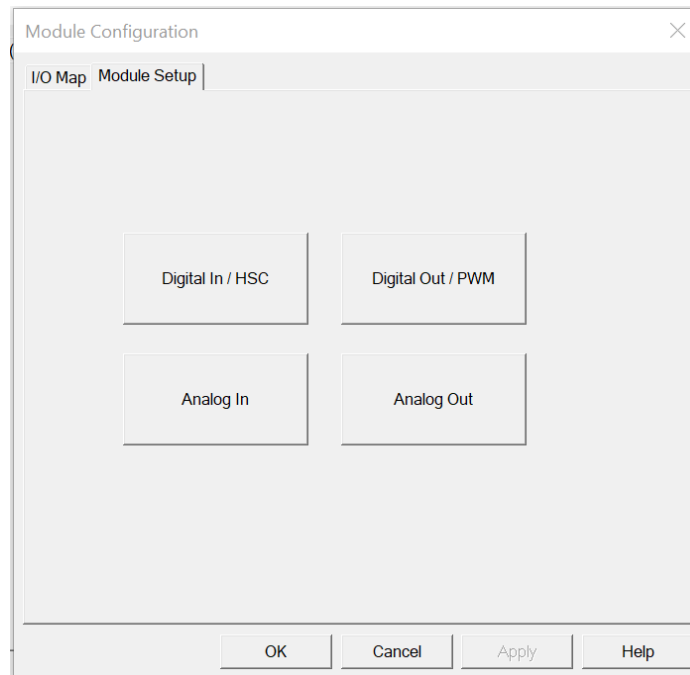 Module Configuration
I/O Map Module Setup
Digital In / HSC Digital Out / PWM
Analog In Analog Out
OK Cancel Apply Help